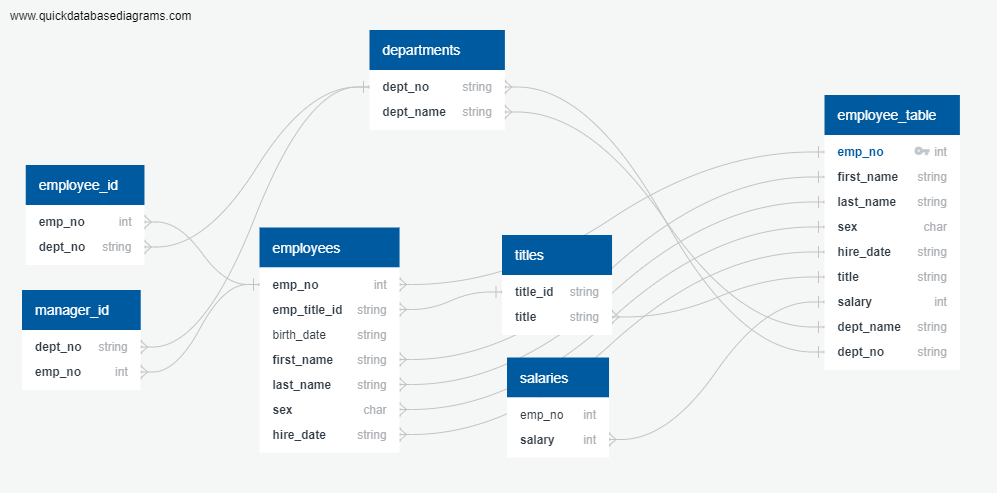 www.quickdatabasediagrams.com
departments
dept_no string
dept_name string
employee_table
emp_no int
first_name string
last_name string
sex char
hire_date string
title string
salary int
dept_name string
dept_no string
employee_id
emp_no int
dept_no string
employees
emp_no int
emp_title_id string
birth_date string
first_name string
last_name string
sex char
hire_date string
titles
title_id string
title string
manager_id
dept_no string
emp_no int
salaries
emp_no int
salary int